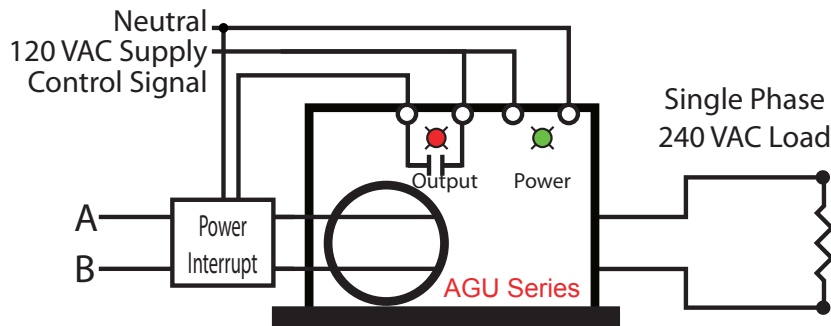 Neutral
120 VAC Supply
Control Signal
Single Phase
240 VAC Load
Output
Power
A
Power
Interrupt
B
AGU Series